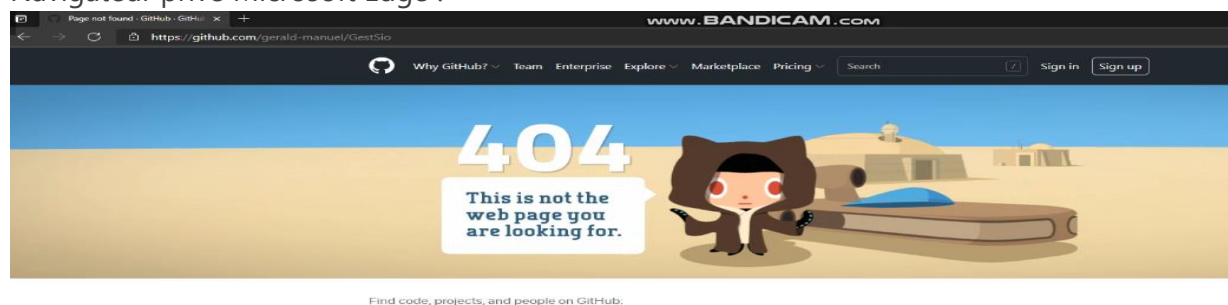 Navigateur privé microsoft Edge :
Page not found · GitHub · GitHub
www.BANDICAM.com
https://github.com/gerald-manuel/GestSio
Why GitHub? Team Enterprise Explore Marketplace Pricing Search / Sign in Sign up
404
This is not the
web page you
are looking for.
Find code, projects, and people on GitHub: